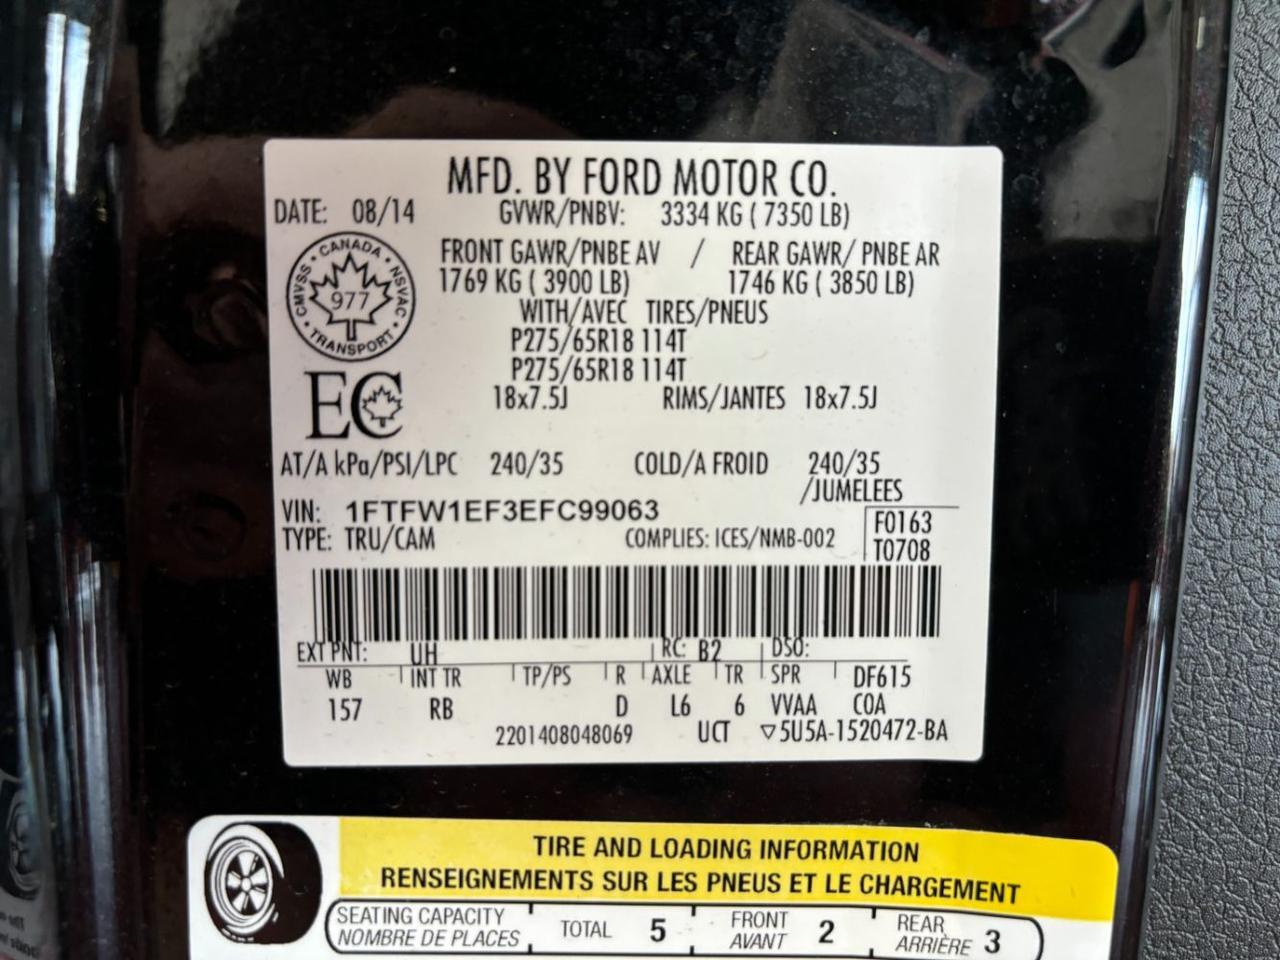 MFD. BY FORD MOTOR CO.
DATE: 08/14 GVWR/PNBV: 3334 KG ( 7350 LB)
FRONT GAWR/PNBE AV / REAR GAWR/ PNBE AR
1769 KG ( 3900 LB) 1746 KG ( 3850 LB)
WITH/AVEC TIRES/PNEUS
P275/65R18 114T
P275/65R18 114T
18x7.5J RIMS/JANTES 18x7.5J
CANADA
CMVSS 977 NSVAC
TRANSPORT
EC
AT/A kPa/PSI/LPC 240/35 COLD/A FROID 240/35
/JUMELEES
VIN: 1FTFW1EF3EFC99063
TYPE: TRU/CAM COMPLIES: ICES/NMB-002
F0163
T0708
EXT PNT: UH RC: B2 DSO:
WB INT TR TP/PS R AXLE TR SPR DF615
157 RB D L6 6 VVAA COA
2201408048069 UCT ▽5U5A-1520472-BA
TIRE AND LOADING INFORMATION
RENSEIGNEMENTS SUR LES PNEUS ET LE CHARGEMENT
SEATING CAPACITY
NOMBRE DE PLACES
TOTAL 5
FRONT
AVANT 2
REAR
ARRIÈRE 3